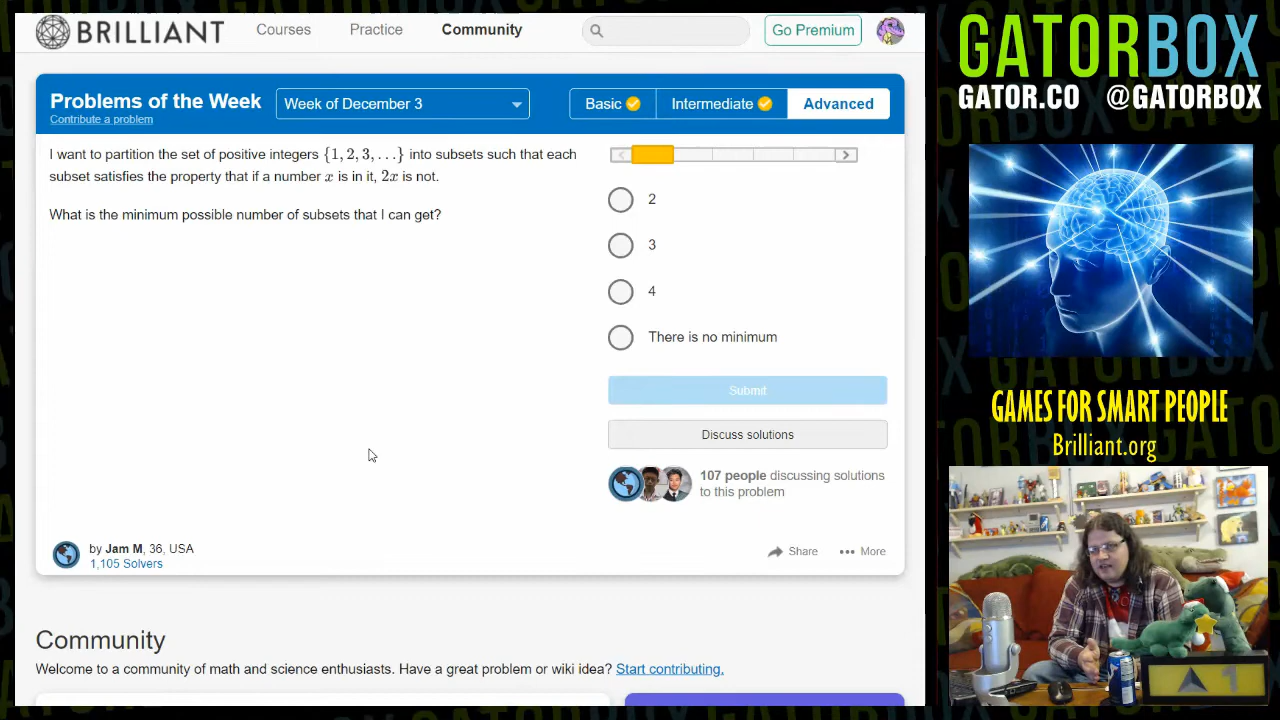 BRILLIANT
Courses
Practice
Community
Go Premium
Problems of the Week
Contribute a problem
Week of December 3
Basic
Intermediate
Advanced
I want to partition the set of positive integers {1, 2, 3, . . .} into subsets such that each
subset satisfies the property that if a number x is in it, 2x is not.
What is the minimum possible number of subsets that I can get?
2
3
4
There is no minimum
Submit
Discuss solutions
107 people discussing solutions
to this problem
by Jam M, 36, USA
1,105 Solvers
Share
More
Community
Welcome to a community of math and science enthusiasts. Have a great problem or wiki idea? Start contributing.
GATORBOX
GATOR.CO @GATORBOX
GAMES FOR SMART PEOPLE
Brilliant.org
1